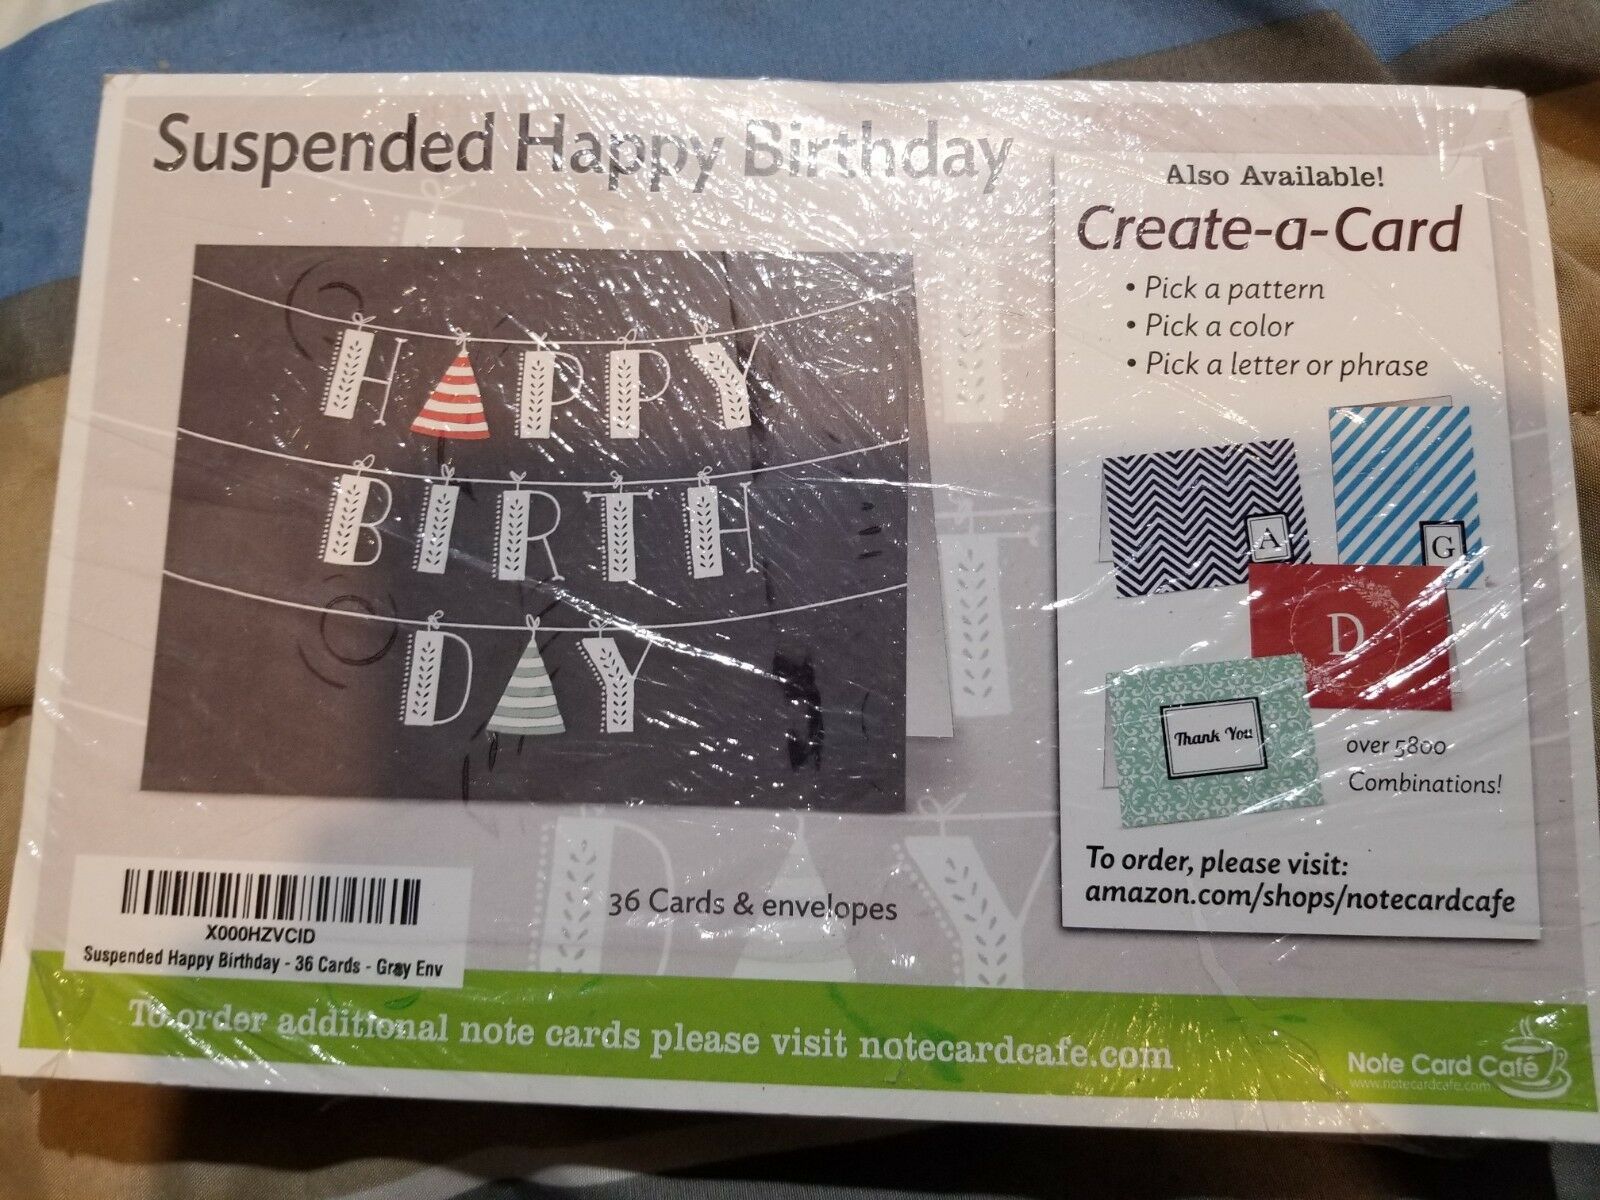 Suspended Happy Birthday
HAPPY
BIRTH
DAY
36 Cards & envelopes
X000HZVCID
Suspended Happy Birthday - 36 Cards - Gray Env
Also Available!
Create-a-Card
• Pick a pattern
• Pick a color
• Pick a letter or phrase
A
G
D
Thank You
over 5800
Combinations!
To order, please visit:
amazon.com/shops/notecardcafe
To order additional note cards please visit notecardcafe.com
Note Card Café
www.notecardcafe.com